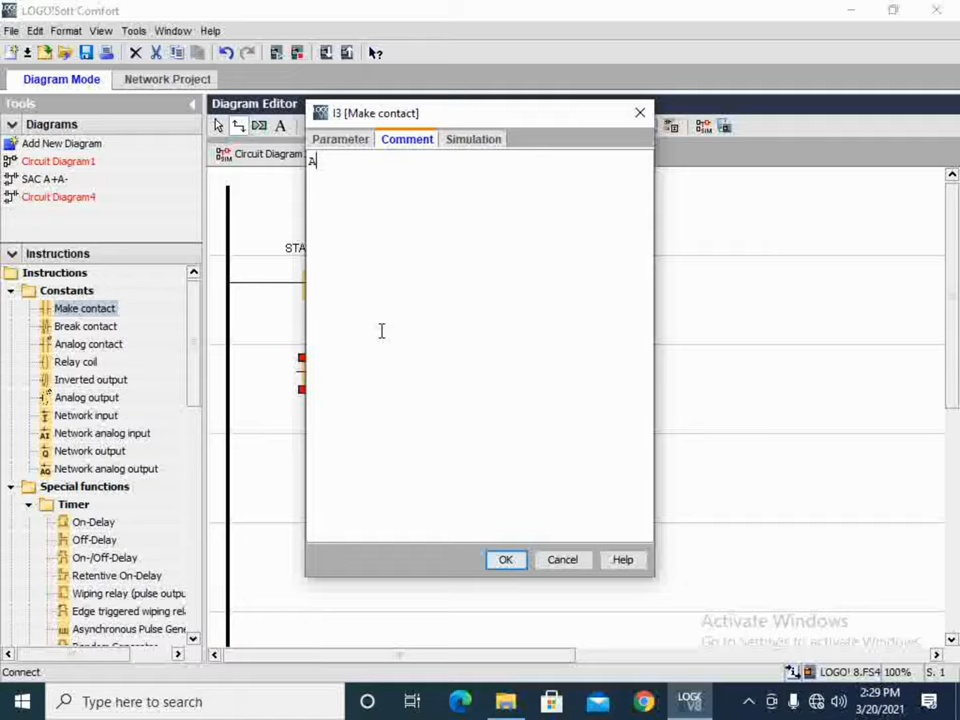 LOGO!Soft Comfort
File Edit Format View Tools Window Help
Diagram Mode Network Project
Tools
Diagrams
Add New Diagram
Circuit Diagram1
SAC A+A-
Circuit Diagram4
Instructions
Instructions
Constants
Make contact
Break contact
Analog contact
Relay coil
Inverted output
Analog output
Network input
Network analog input
Network output
Network analog output
Special functions
Timer
On-Delay
Off-Delay
On-/Off-Delay
Retentive On-Delay
Wiping relay (pulse outpu
Edge triggered wiping rel
Asynchronous Pulse Gene
Diagram Editor
Circuit Diagram
STA
I3 [Make contact]
Parameter Comment Simulation
A
OK Cancel Help
Activate Windows
Go to Settings to activate Windows.
Connect
LOGO! 8.FS4 100% S. 1
Type here to search
2:29 PM
3/20/2021